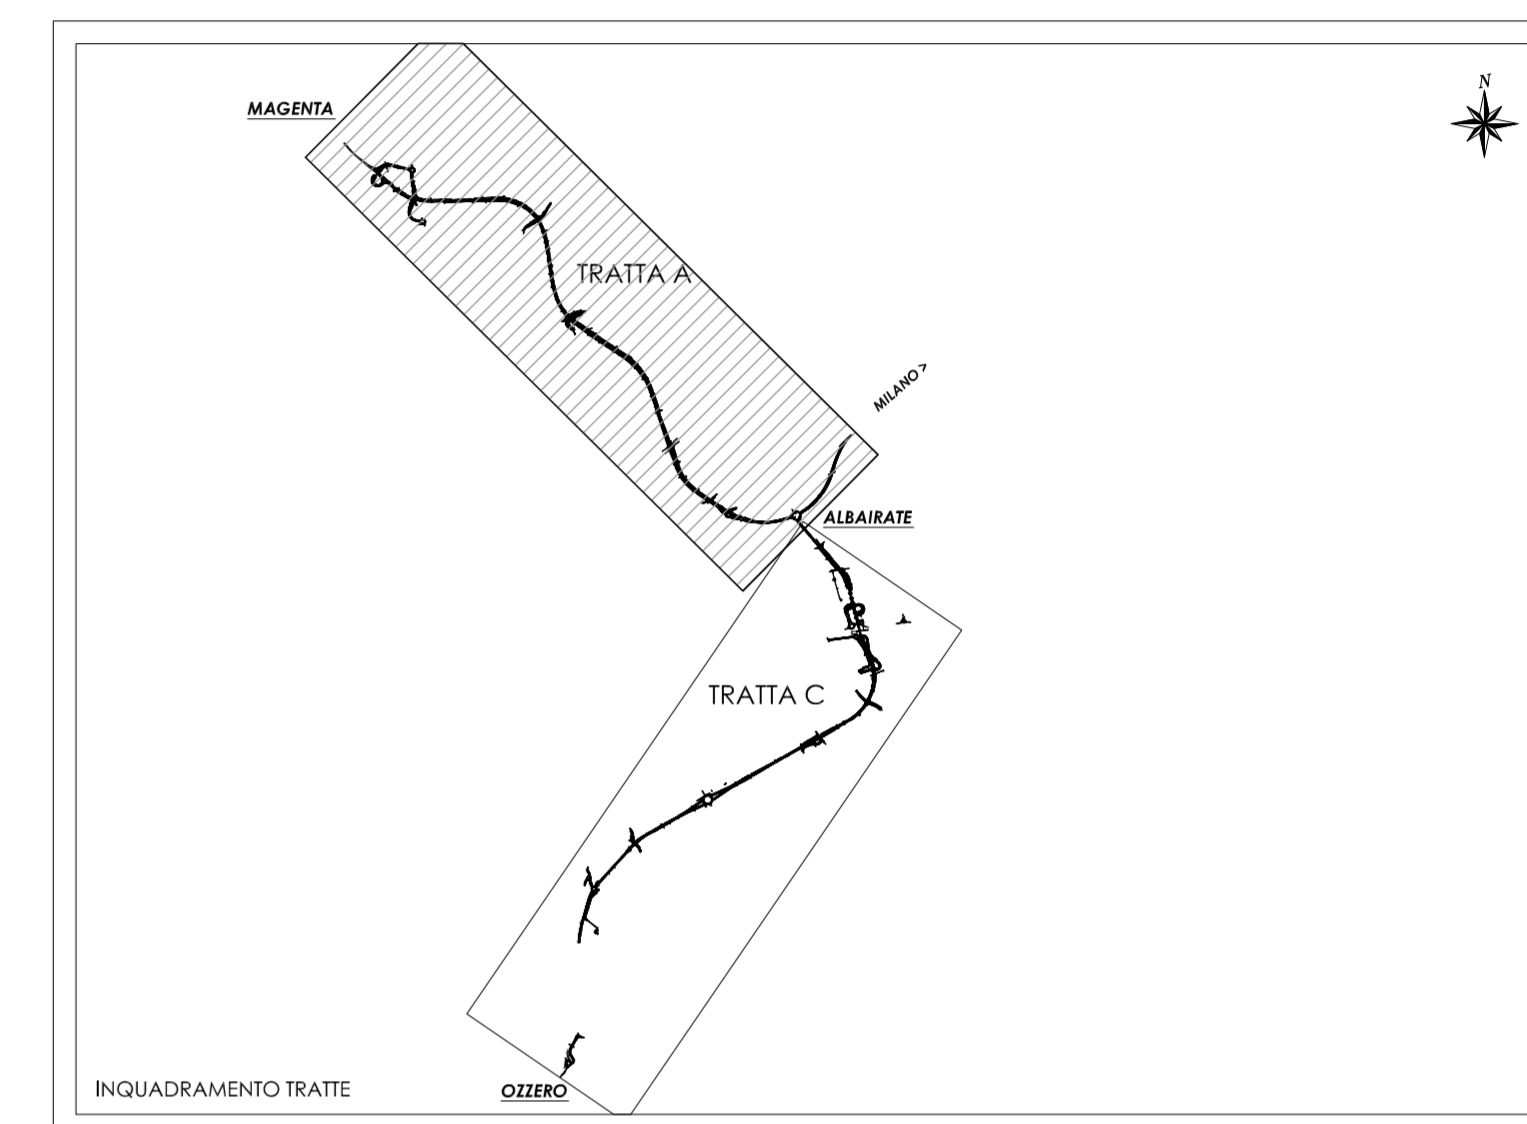 N
MAGENTA
TRATTA A
MILANO >
ALBAIRATE
TRATTA C
INQUADRAMENTO TRATTE
OZZERO